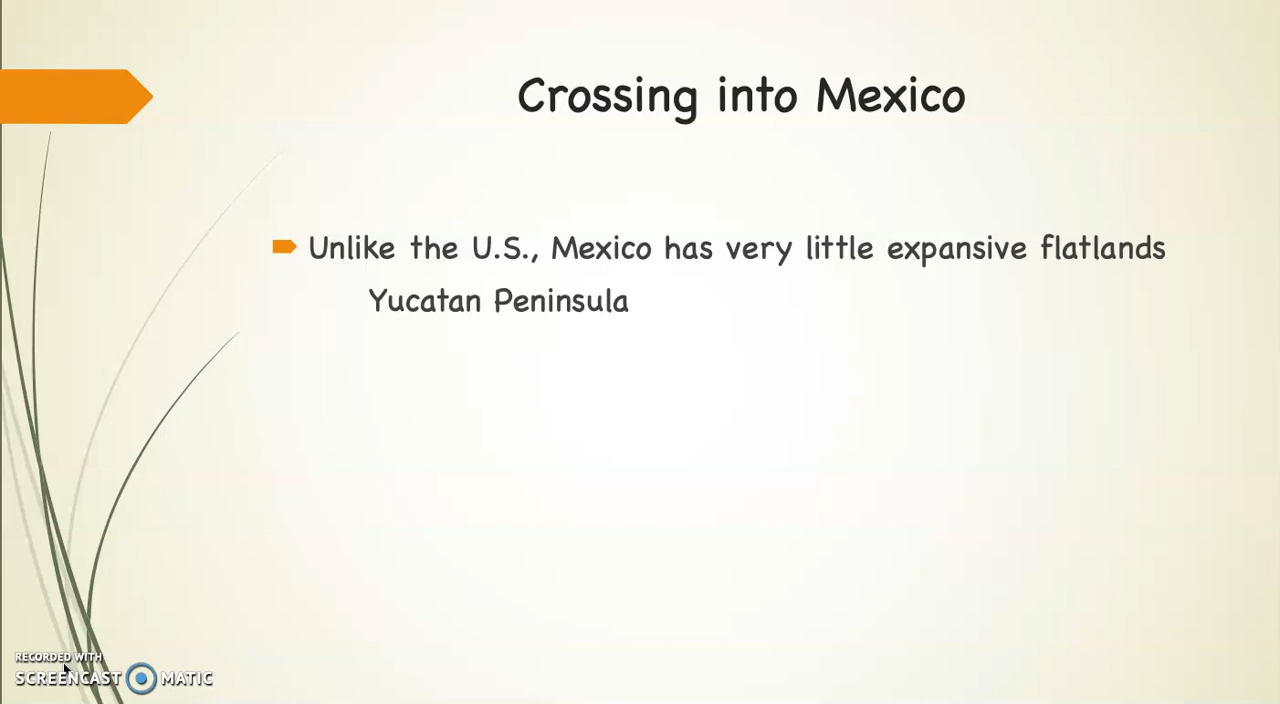 Crossing into Mexico
Unlike the U.S., Mexico has very little expansive flatlands
Yucatan Peninsula
RECORDED WITH
SCREENCAST MATIC